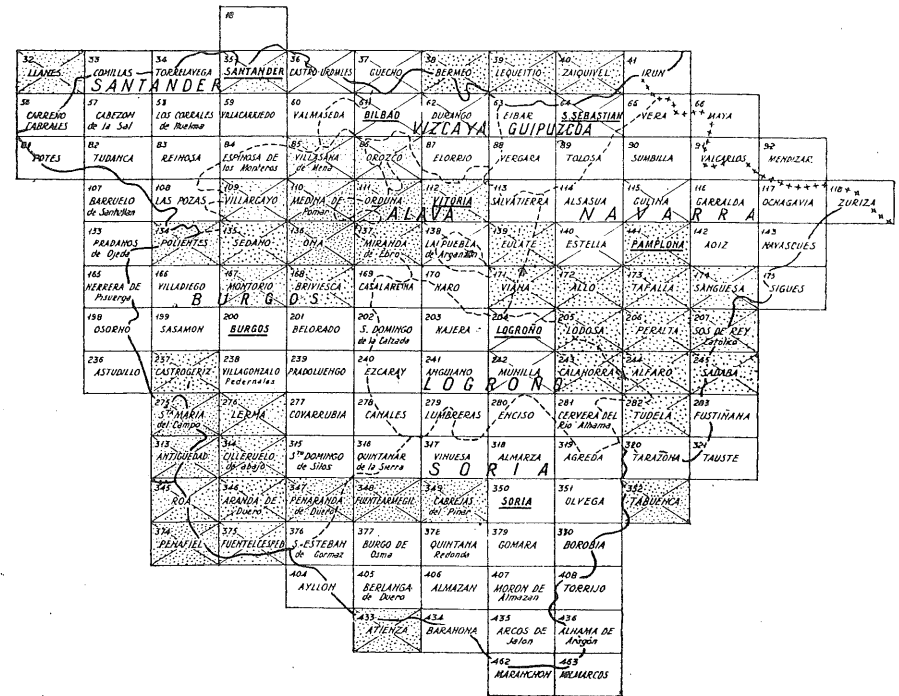 18
32 33 34 35 36 37 38 39 40 41
LLANES COMILLAS TORRELAVEGA SANTANDER CASTRO-URDIALES GUECHO BERMEO LEQUEITIO ZAIQUIVEL IRUN
SANTANDER
56 57 58 59 60 61 62 63 64 65 66
CARREÑO CABEZON LOS CORRALES VILLACARRIEDO VALMASEDA BILBAO DURANGO EIBAR S. SEBASTIAN VERA MAYA
CABRALES de la Sal de Buelna
VIZCAYA GUIPUZCOA
81 82 83 84 85 86 87 88 89 90 91 92
POTES TUDANCA REINOSA ESPINOSA DE VILLASANA OROZCO ELORRIO VERGARA TOLOSA SUMBILLA VALCARLOS MENDIZAR.
los Monteros de Mena
107 108 109 110 111 112 113 114 115 116 117 118
BARRUELO LAS POZAS VILLARCAYO MEDINA DE ORDUÑA VITORIA SALVATIERRA ALSASUA GULINA GARRALDA OCHAGAVIA ZURIZA
de Santullan Pomar
ALAVA NAVARRA
133 134 135 136 137 138 139 140 141 142 143
PRADANOS POLIENTES SEDANO OÑA MIRANDA LA PUEBLA EULATE ESTELLA PAMPLONA AOIZ NAVASCUES
de Ojeda de Ebro de Arganzon
165 166 167 168 169 170 171 172 173 174 175
HERRERA DE VILLADIEGO MONTORIO BRIVIESCA CASALAREINA HARO VIANA ALLO TAFALLA SANGUESA SIGUES
Pisuerga
BURGOS
198 199 200 201 202 203 204 205 206 207
OSORNO SASAMON BURGOS BELORADO S. DOMINGO NAJERA LOGROÑO LODOSA PERALTA SOS DE REY
de la Calzada Catolico
236 237 238 239 240 241 242 243 244 245
ASTUDILLO CASTROGERIZ VILLAGONZALO PRADOLUENGO EZCARAY ANGUIANO MUNILLA CALAHORRA ALFARO SADABA
Pedernales
LOGROÑO
275 276 277 278 279 280 281 282 283
Sta MARIA LERMA COVARRUBIA CANALES LUMBRERAS ENCISO CERVERA DEL TUDELA FUSTIÑANA
del Campo Rio Alhama
313 314 315 316 317 318 319 320 321
ANTIGÜEDAD CILLERUELO Sto DOMINGO QUINTANAR VINUESA ALMARZA AGREDA TARAZONA TAUSTE
de abajo de Silos de la Sierra
SORIA
345 346 347 348 349 350 351 352
ROA ARANDA DE PEÑARANDA FUENTEARMEGIL CABREJAS SORIA OLVEGA TABUENCA
Duero de Duero del Pinar
374 375 376 377 378 379 380
PEÑAFIEL FUENTELCESPED S. ESTEBAN BURGO DE QUINTANA GOMARA BOROBIA
de Gormaz Osma Redonda
404 405 406 407 408
AYLLON BERLANGA ALMAZAN MORON DE TORRIJO
de Duero Almazan
433 434 435 436
ATIENZA BARAHONA ARCOS DE ALHAMA DE
Jalon Aragón
462 463
MARANCHON MILMARCOS